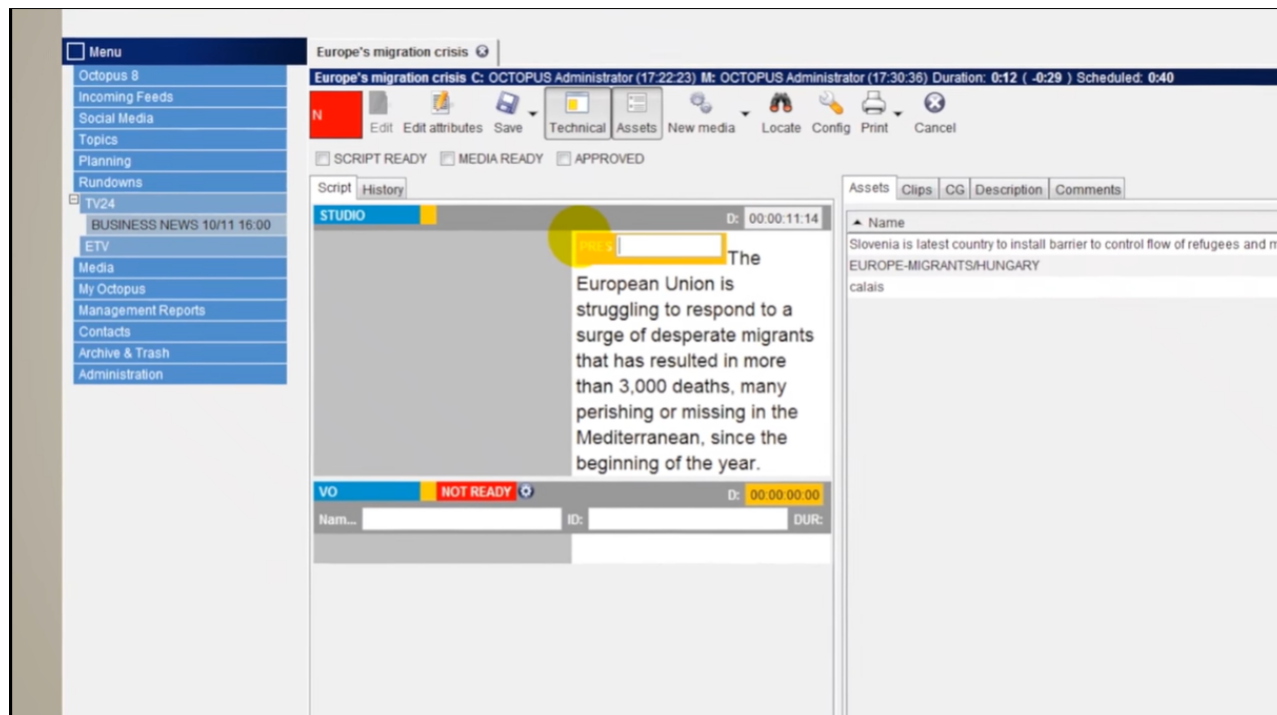 Menu
Octopus 8
Incoming Feeds
Social Media
Topics
Planning
Rundowns
TV24
BUSINESS NEWS 10/11 16:00
ETV
Media
My Octopus
Management Reports
Contacts
Archive & Trash
Administration
Europe's migration crisis
Europe's migration crisis C: OCTOPUS Administrator (17:22:23) M: OCTOPUS Administrator (17:30:36) Duration: 0:12 ( -0:29 ) Scheduled: 0:40
N
Edit Edit attributes Save Technical Assets New media Locate Config Print Cancel
SCRIPT READY MEDIA READY APPROVED
Script History
STUDIO D: 00:00:11:14
PRES The
European Union is
struggling to respond to a
surge of desperate migrants
that has resulted in more
than 3,000 deaths, many
perishing or missing in the
Mediterranean, since the
beginning of the year.
VO NOT READY D: 00:00:00:00
Nam... ID: DUR:
Assets Clips CG Description Comments
Name
Slovenia is latest country to install barrier to control flow of refugees and m
EUROPE-MIGRANTS/HUNGARY
calais